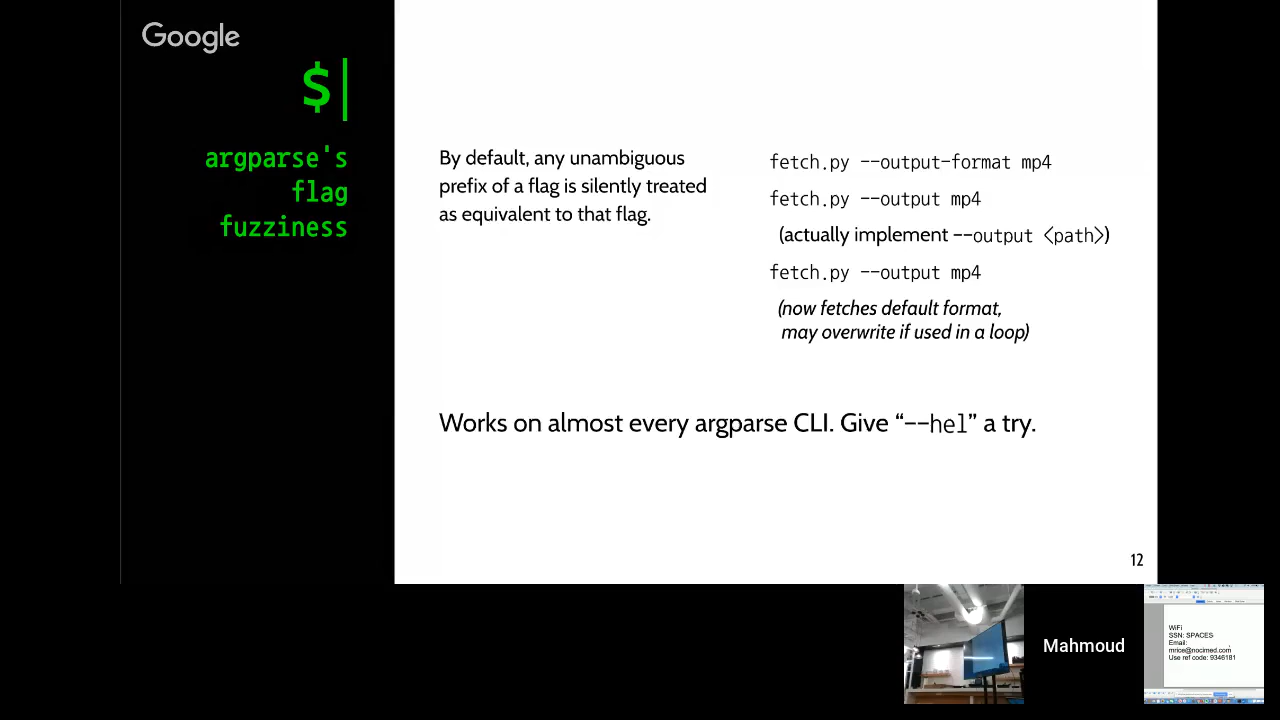 Google
$|
argparse's
flag
fuzziness
By default, any unambiguous
prefix of a flag is silently treated
as equivalent to that flag.
fetch.py --output-format mp4
fetch.py --output mp4
(actually implement --output <path>)
fetch.py --output mp4
(now fetches default format,
may overwrite if used in a loop)
Works on almost every argparse CLI. Give “--hel” a try.
12
Mahmoud
WiFi
SSN: SPACES
Email:
mrice@nocimed.com
Use ref code: 9346181